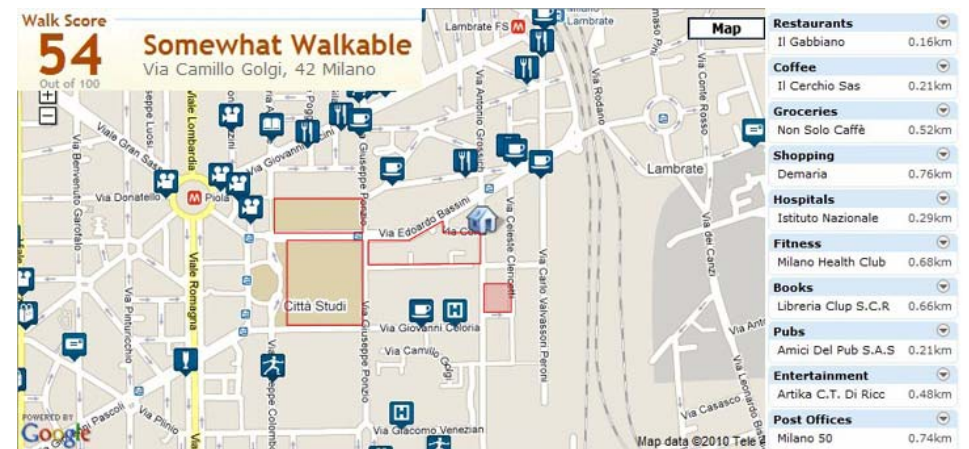 Walk Score
54
Out of 100
Somewhat Walkable
Via Camillo Golgi, 42 Milano
Map
Lambrate FS M
Lambrate
Via Rodano
Via Conte Rosso
Via Antonio Grossich
Viale Lombardia
Via Giuseppe Ponzio
Via Benvenuto Garofalo
Viale Gran Sasso
Via Giovanni
Via Donatello
M Piola
Lambrate
Via Edoardo Bassini
Via Celeste Clericetti
Via Carlo Valvassori Peroni
Via dei Canzi
Viale Romagna
Città Studi
Via Giuseppe Ponzio
H
Via Giovanni Celoria
Via Pinturicchio
Via Camillo Golgi
H
Via Giacomo Venezian
Via Plinio
Pascoli
Via Casasco
Via Leonardo
POWERED BY
Google
Map data ©2010 Tele
Restaurants
Il Gabbiano 0.16km
Coffee
Il Cerchio Sas 0.21km
Groceries
Non Solo Caffè 0.52km
Shopping
Demaria 0.76km
Hospitals
Istituto Nazionale 0.29km
Fitness
Milano Health Club 0.68km
Books
Libreria Clup S.C.R 0.66km
Pubs
Amici Del Pub S.A.S 0.21km
Entertainment
Artika C.T. Di Ricc 0.48km
Post Offices
Milano 50 0.74km